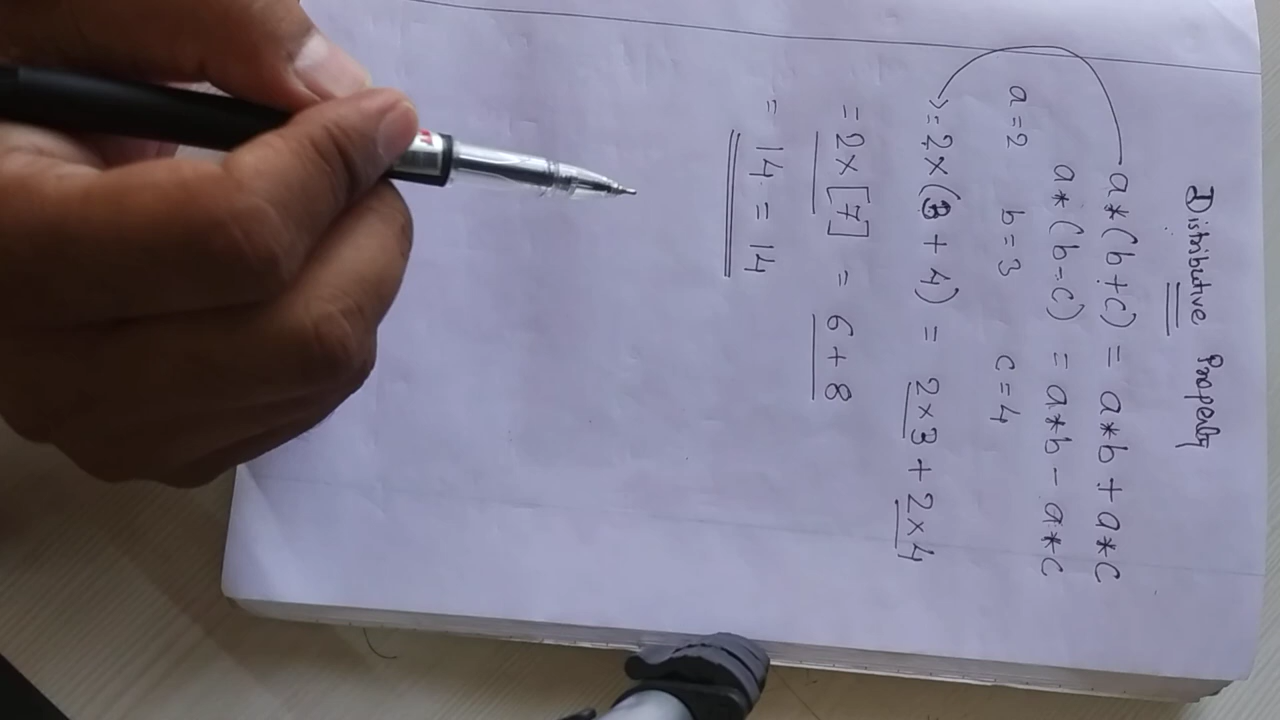 Distributive Property
a*(b+c) = a*b + a*c
a*(b-c) = a*b - a*c
a=2 b=3 c=4
= 2×(3+4) = 2×3 + 2×4
= 2×[7] = 6+8
= 14 = 14